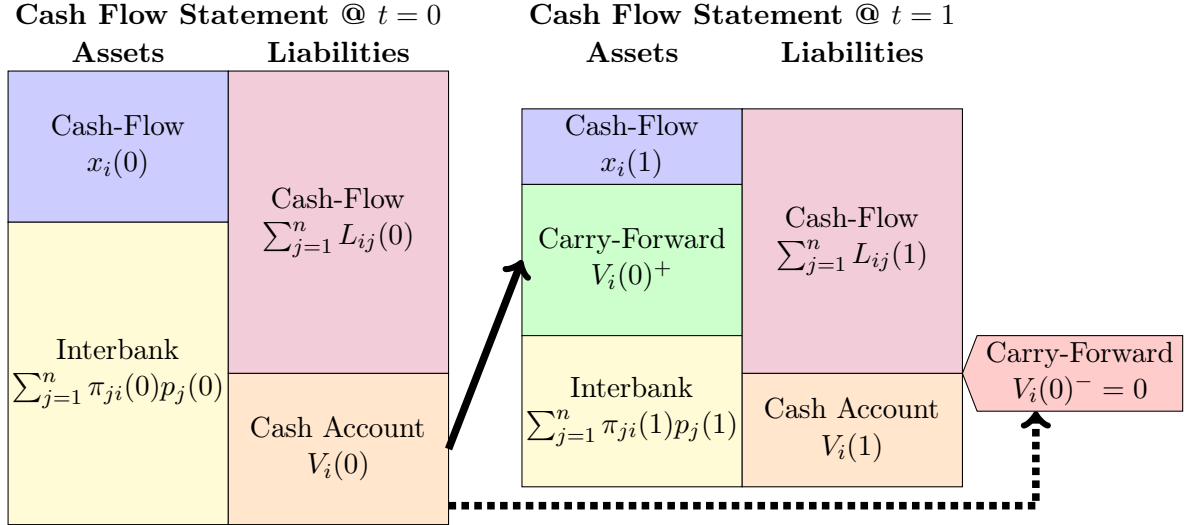 Cash Flow Statement @ t = 0
Assets Liabilities
Cash-Flow
x_i(0)
Cash-Flow
∑_{j=1}^n L_{ij}(0)
Interbank
∑_{j=1}^n π_{ji}(0)p_j(0)
Cash Account
V_i(0)
Cash Flow Statement @ t = 1
Assets Liabilities
Cash-Flow
x_i(1)
Carry-Forward
V_i(0)^+
Cash-Flow
∑_{j=1}^n L_{ij}(1)
Interbank
∑_{j=1}^n π_{ji}(1)p_j(1)
Cash Account
V_i(1)
Carry-Forward
V_i(0)^- = 0